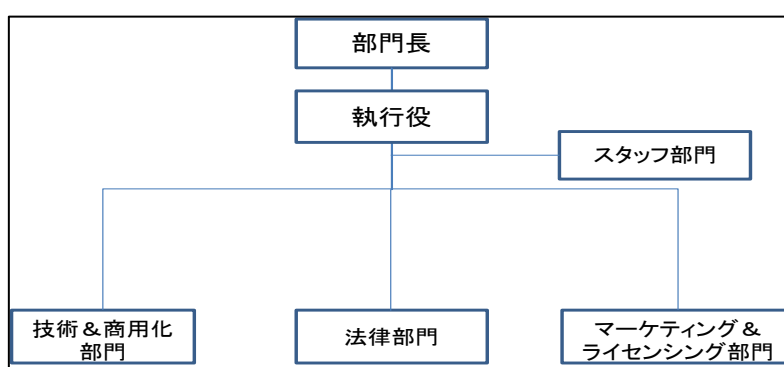 部門長
執行役
スタッフ部門
技術＆商用化
部門
法律部門
マーケティング＆
ライセンシング部門